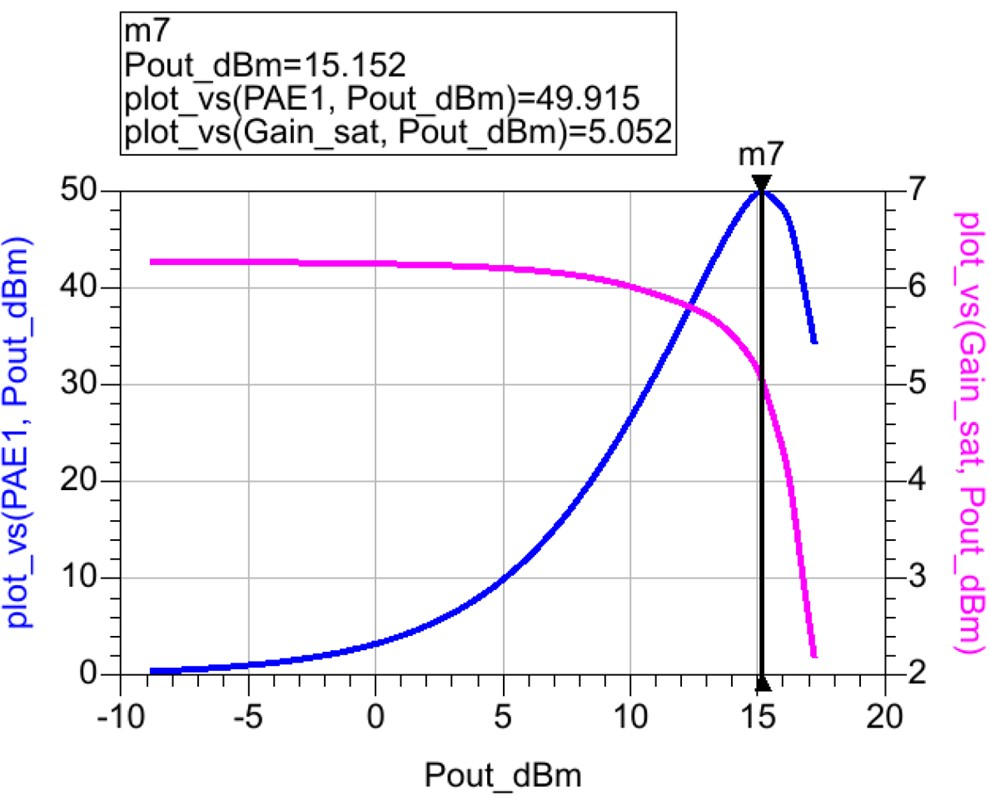 m7
Pout_dBm=15.152
plot_vs(PAE1, Pout_dBm)=49.915
plot_vs(Gain_sat, Pout_dBm)=5.052
m7
plot_vs(PAE1, Pout_dBm)
50
40
30
20
10
0
7
6
5
4
3
2
plot_vs(Gain_sat, Pout_dBm)
-10
-5
0
5
10
15
20
Pout_dBm